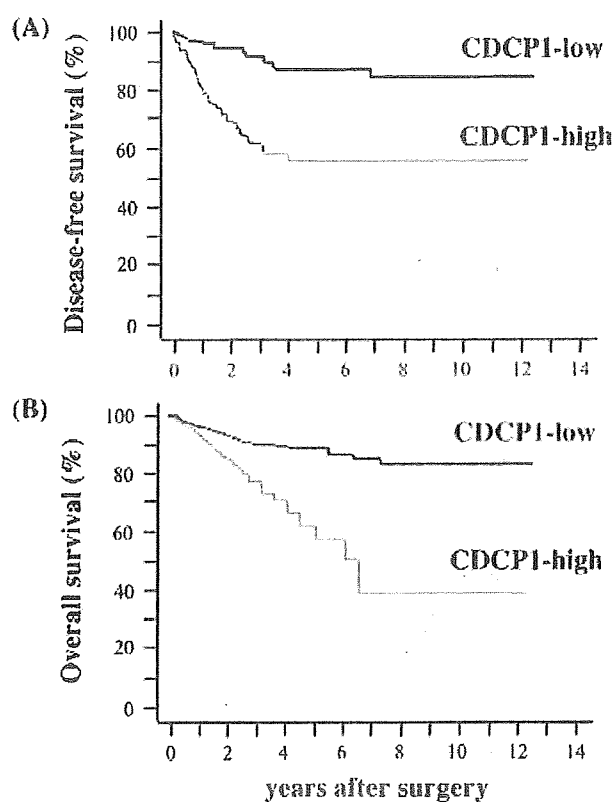 (A)
Disease-free survival (%)
100
80
60
40
20
0
CDCP1-low
CDCP1-high
0 2 4 6 8 10 12 14
(B)
Overall survival (%)
100
80
60
40
20
0
CDCP1-low
CDCP1-high
0 2 4 6 8 10 12 14
years after surgery